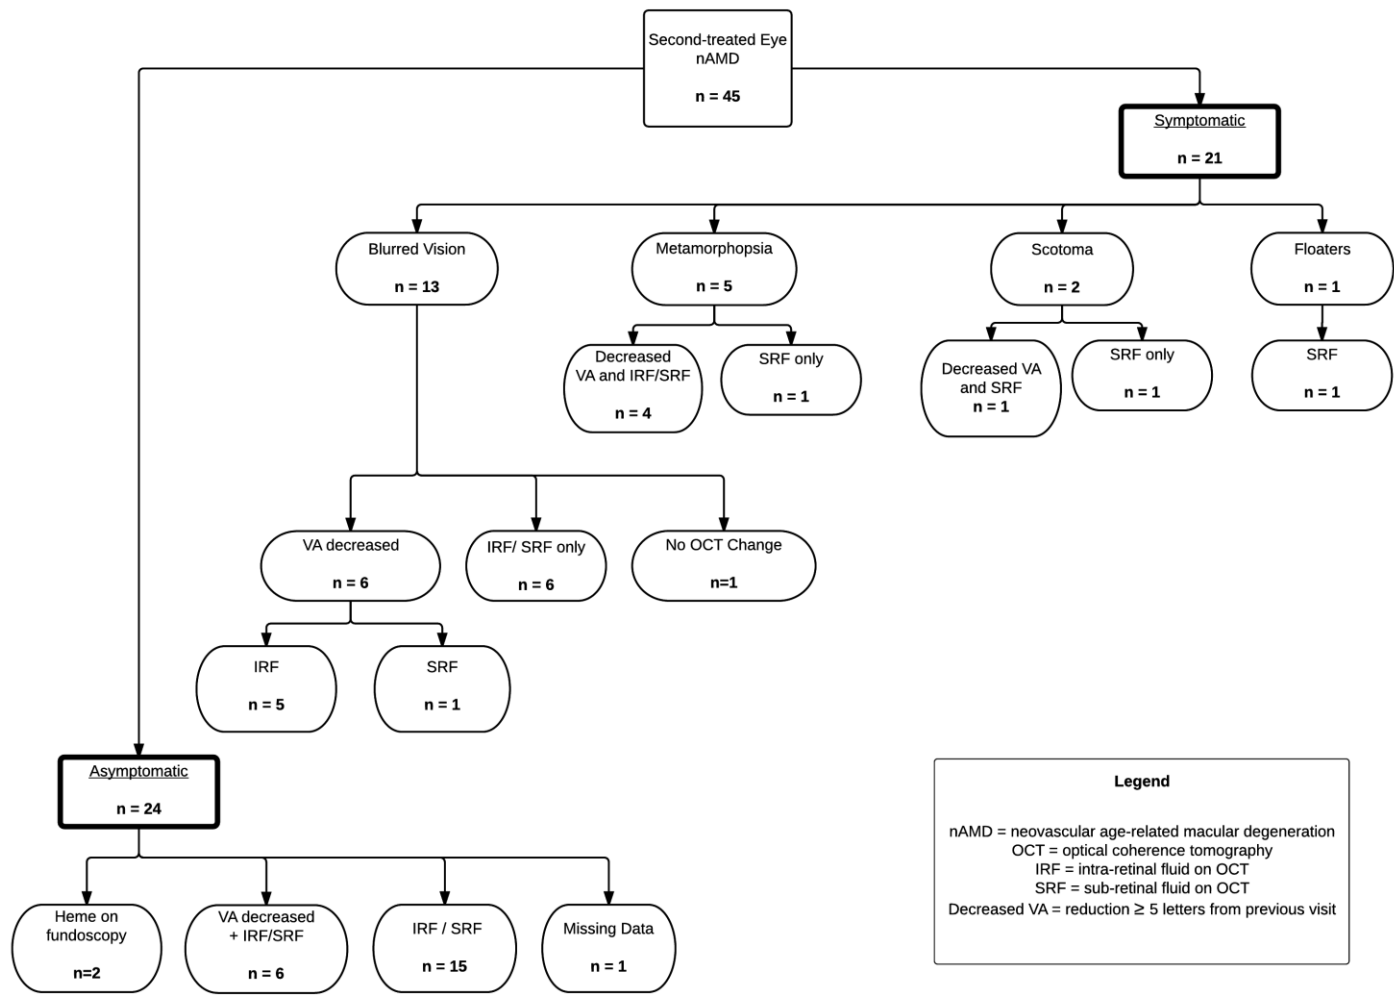 Second-treated Eye
nAMD
n = 45
Symptomatic
n = 21
Blurred Vision
n = 13
Metamorphopsia
n = 5
Scotoma
n = 2
Floaters
n = 1
Decreased
VA and IRF/SRF
n = 4
SRF only
n = 1
Decreased VA
and SRF
n = 1
SRF only
n = 1
SRF
n = 1
VA decreased
n = 6
IRF/ SRF only
n = 6
No OCT Change
n=1
IRF
n = 5
SRF
n = 1
Asymptomatic
n = 24
Heme on
fundoscopy
n=2
VA decreased
+ IRF/SRF
n = 6
IRF / SRF
n = 15
Missing Data
n = 1
Legend
nAMD = neovascular age-related macular degeneration
OCT = optical coherence tomography
IRF = intra-retinal fluid on OCT
SRF = sub-retinal fluid on OCT
Decreased VA = reduction ≥ 5 letters from previous visit